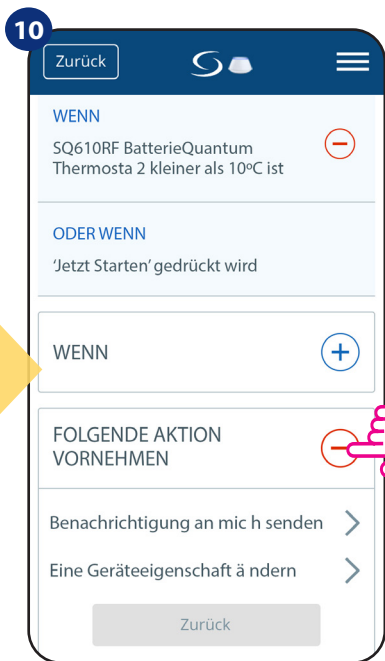 10
Zurück
WENN
SQ610RF BatterieQuantum
Thermosta 2 kleiner als 10ºC ist
ODER WENN
‘Jetzt Starten’ gedrückt wird
WENN
FOLGENDE AKTION
VORNEHMEN
Benachrichtigung an mic h senden
Eine Geräteeigenschaft ä ndern
Zurück